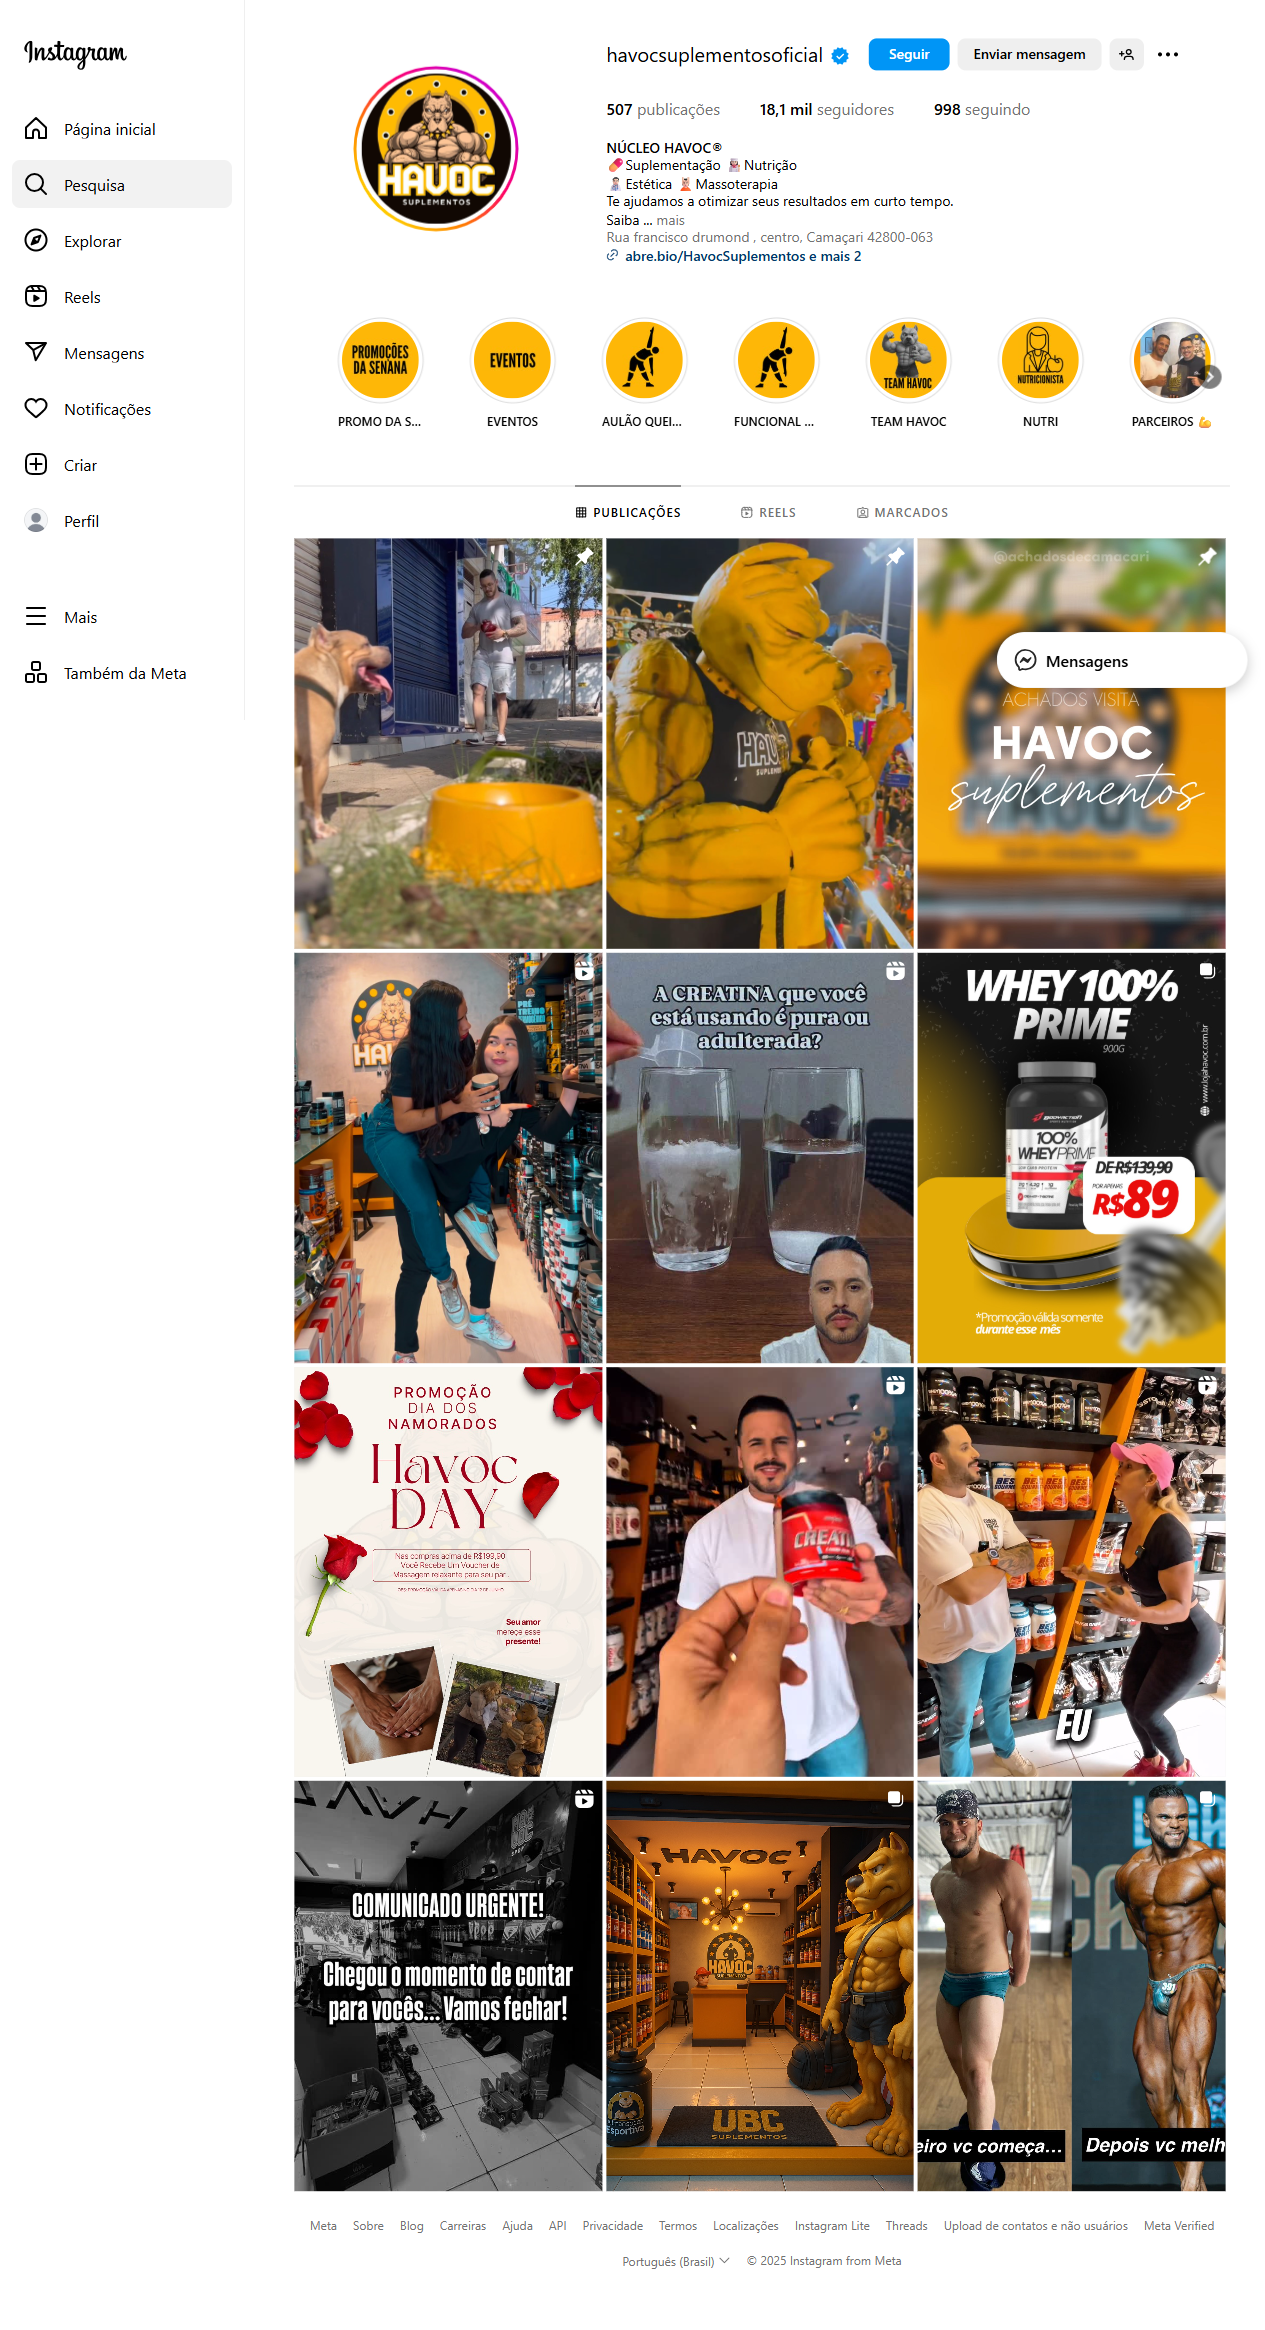 Instagram
Página inicial
Pesquisa
Explorar
Reels
Mensagens
Notificações
Criar
Perfil
Mais
Também da Meta
havocsuplementosoficial
Seguir
Enviar mensagem
507 publicações
18,1 mil seguidores
998 seguindo
NÚCLEO HAVOC®
Suplementação Nutrição
Estética Massoterapia
Te ajudamos a otimizar seus resultados em curto tempo.
Saiba ... mais
Rua francisco drumond , centro, Camaçari 42800-063
abre.bio/HavocSuplementos e mais 2
HAVOC
SUPLEMENTOS
PROMOÇÕES
DA SENANA
EVENTOS
TEAM HAVOC
NUTRICIONISTA
PROMO DA S...
EVENTOS
AULÃO QUEI...
FUNCIONAL ...
TEAM HAVOC
NUTRI
PARCEIROS
PUBLICAÇÕES
REELS
MARCADOS
@achadosdecamacari
Mensagens
ACHADOS VISITA
HAVOC
suplementos
A CREATINA que você
está usando é pura ou
adulterada?
WHEY 100%
PRIME
900G
www.lojahavoc.com.br
BODYACTION
100%
WHEY PRIME
DE R$139,90
POR APENAS
R$89
*Promoção válida somente
durante esse mês
PROMOÇÃO
DIA DOS
NAMORADOS
Havoc
DAY
Nas compras acima de R$199,90
Você Recebe Um Voucher de
Massagem relaxante para seu par..
Seu amor
mereçe esse
presente!
EU
COMUNICADO URGENTE!
Chegou o momento de contar
para vocês... Vamos fechar!
HAVOC
HAVOC
UBC
SUPLEMENTOS
eiro vc começa...
Depois vc melh
391
Meta
Sobre
Blog
Carreiras
Ajuda
API
Privacidade
Termos
Localizações
Instagram Lite
Threads
Upload de contatos e não usuários
Meta Verified
Português (Brasil)
© 2025 Instagram from Meta